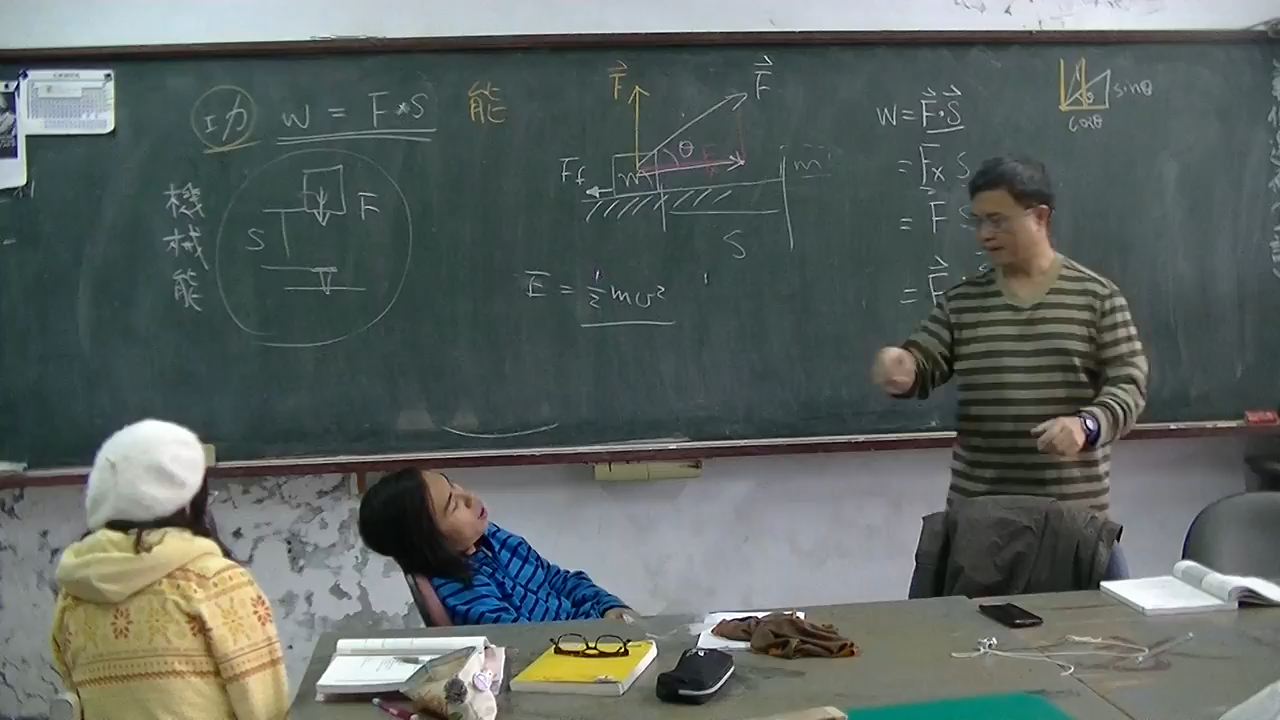 功 W = F * S 能
機
械
能
F
S
F⃗
F⃗
θ
Ff
m
m
S
E = ½mv²
W = F⃗·S⃗
= Fx S
= F S
= F⃗
sinθ
cosθ